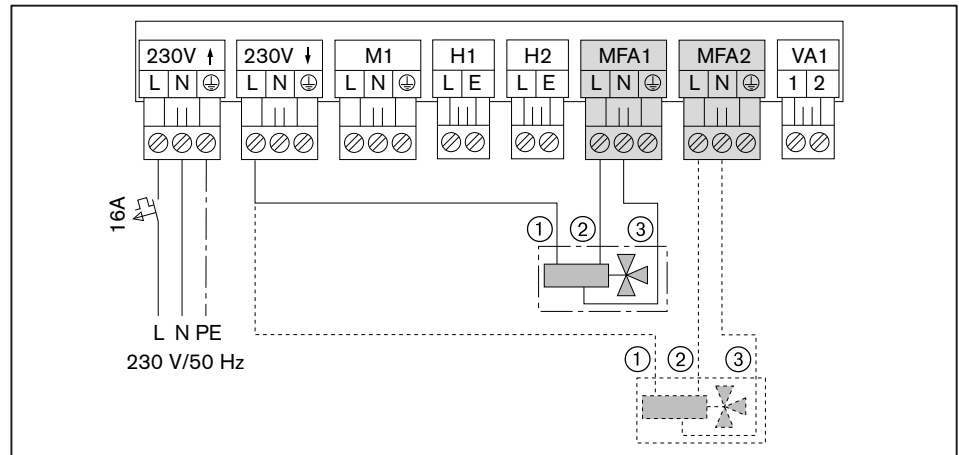 230V ↑ 230V ↓ M1 H1 H2 MFA1 MFA2 VA1
L N ⏚ L N ⏚ L N ⏚ L E L E L N ⏚ L N ⏚ 1 2
16A
① ② ③
L N PE
230 V/50 Hz
① ② ③